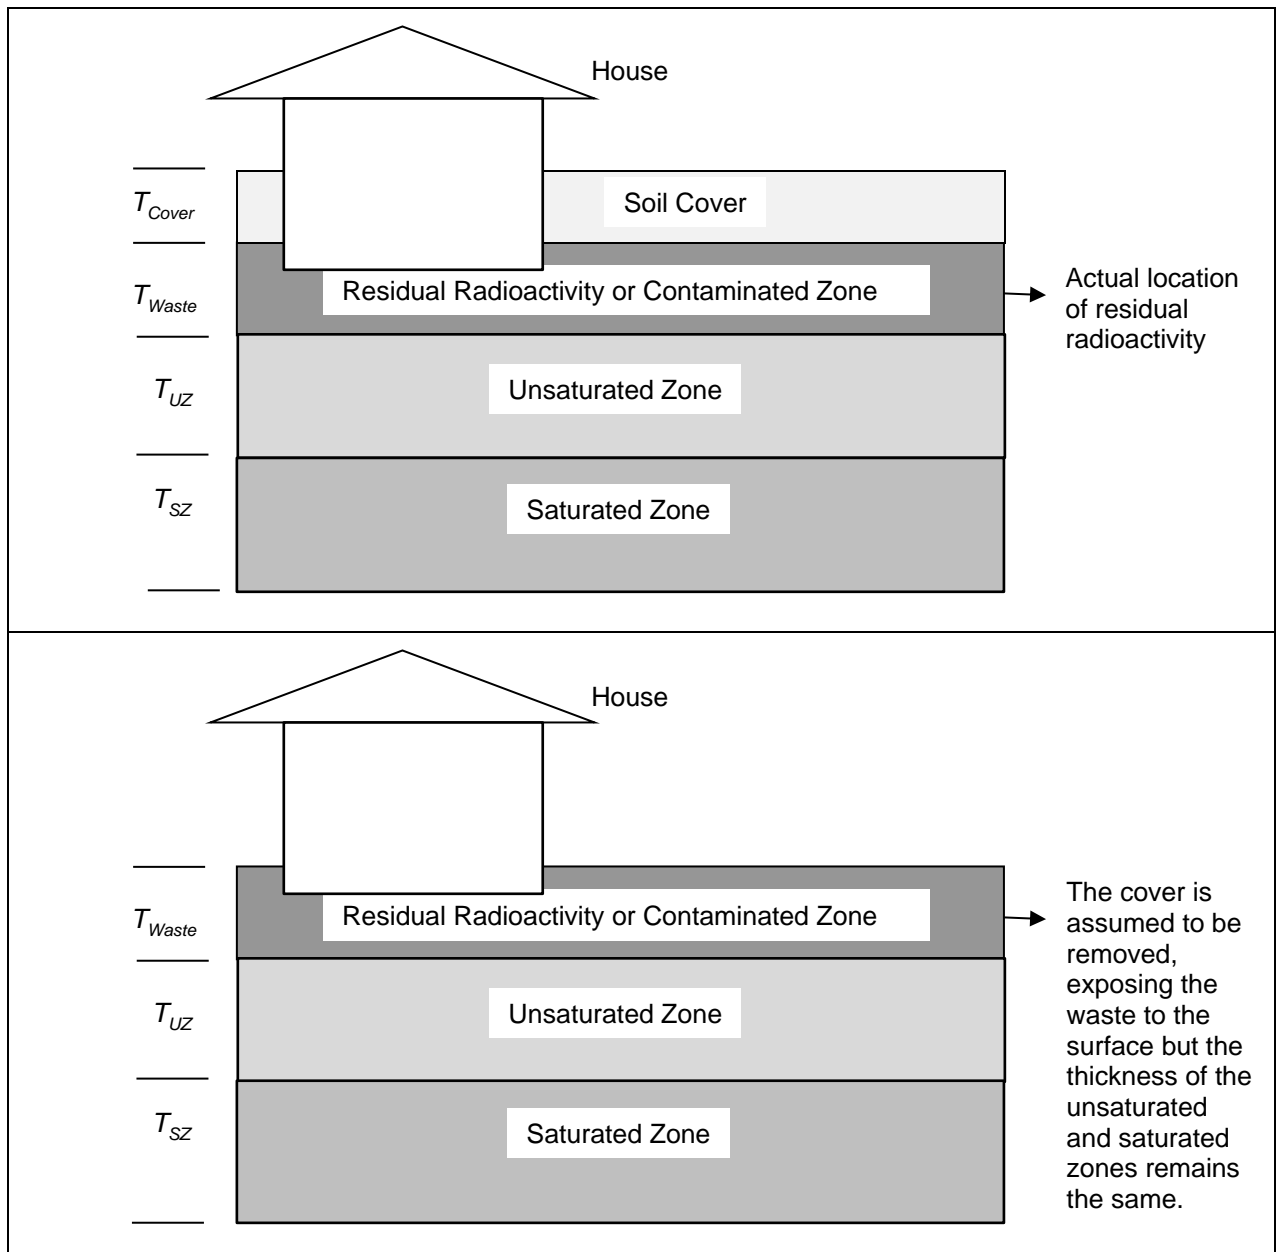 House
T_Cover
Soil Cover
T_Waste
Residual Radioactivity or Contaminated Zone
Actual location
of residual
radioactivity
T_UZ
Unsaturated Zone
T_SZ
Saturated Zone
House
T_Waste
Residual Radioactivity or Contaminated Zone
The cover is
assumed to be
removed,
exposing the
waste to the
surface but the
thickness of the
unsaturated
and saturated
zones remains
the same.
T_UZ
Unsaturated Zone
T_SZ
Saturated Zone